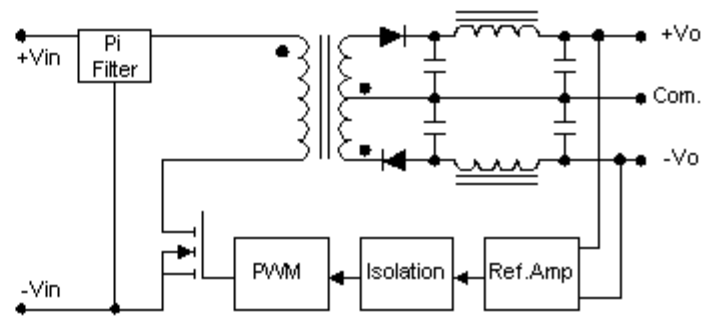 +Vin
Pi
Filter
+Vo
Com.
-Vo
-Vin
PWM
Isolation
Ref.Amp